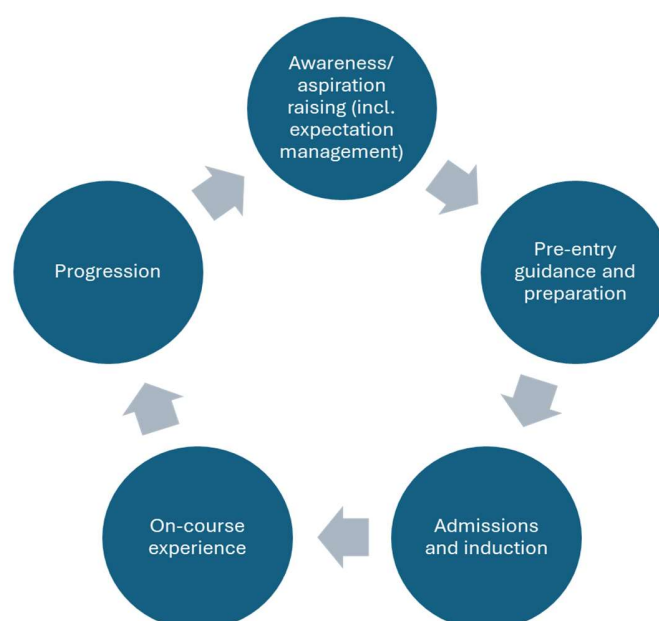 Awareness/
aspiration
raising (incl.
expectation
management)
Pre-entry
guidance and
preparation
Admissions
and induction
On-course
experience
Progression